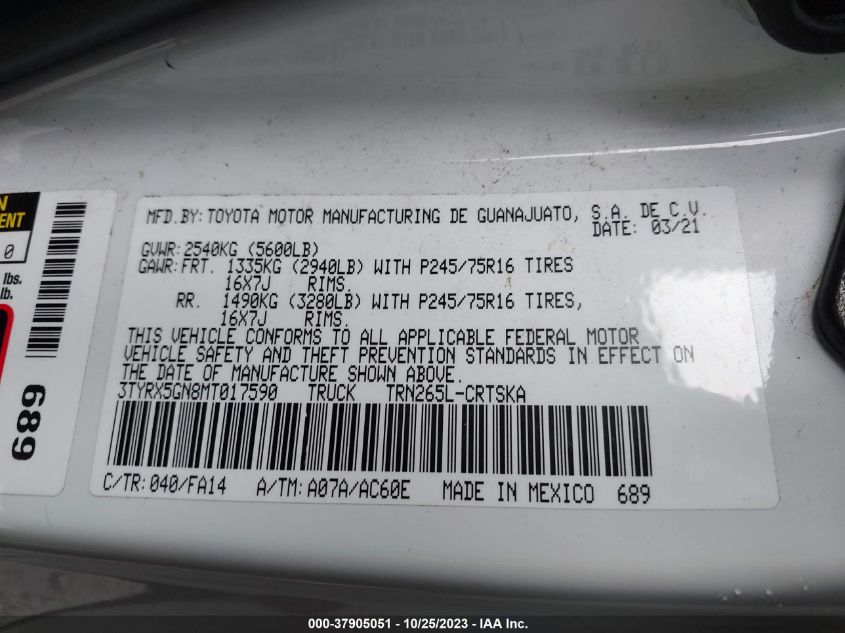 N
ENT
0
lbs.
lb.
689
MFD.BY:TOYOTA MOTOR MANUFACTURING DE GUANAJUATO, S.A. DE C.V.
DATE: 03/21
GVWR:2540KG (5600LB)
GAWR:FRT. 1335KG (2940LB) WITH P245/75R16 TIRES
16X7J RIMS.
RR. 1490KG (3280LB) WITH P245/75R16 TIRES,
16X7J RIMS.
THIS VEHICLE CONFORMS TO ALL APPLICABLE FEDERAL MOTOR
VEHICLE SAFETY AND THEFT PREVENTION STANDARDS IN EFFECT ON
THE DATE OF MANUFACTURE SHOWN ABOVE.
3TYRX5GN8MT017590 TRUCK TRN265L-CRTSKA
C/TR:040/FA14 A/TM:A07A/AC60E MADE IN MEXICO 689
000-37905051 - 10/25/2023 - IAA Inc.